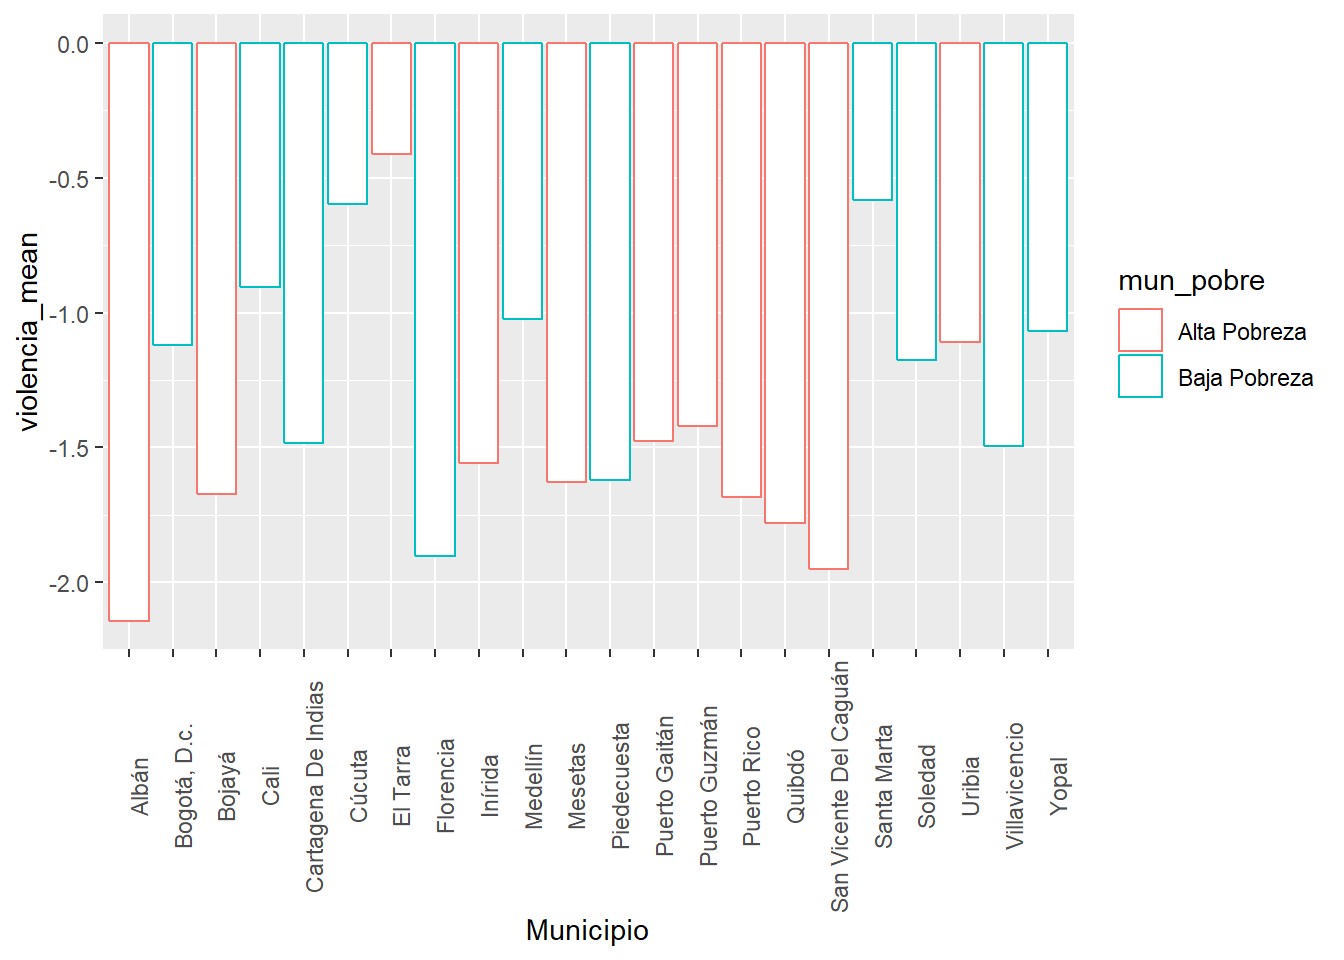 0.0
-0.5
-1.0
-1.5
-2.0
violencia_mean
Albán
Bogotá, D.c.
Bojayá
Cali
Cartagena De Indias
Cúcuta
El Tarra
Florencia
Inírida
Medellín
Mesetas
Piedecuesta
Puerto Gaitán
Puerto Guzmán
Puerto Rico
Quibdó
San Vicente Del Caguán
Santa Marta
Soledad
Uribia
Villavicencio
Yopal
Municipio
mun_pobre
Alta Pobreza
Baja Pobreza